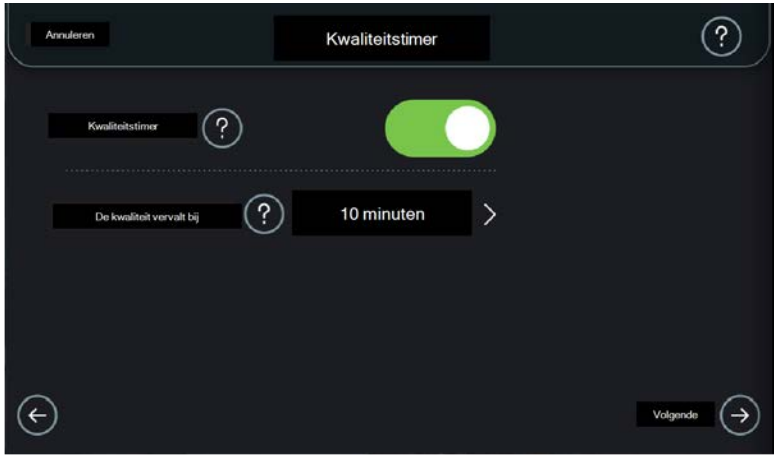 Annuleren
Kwaliteitstimer
?
Kwaliteitstimer
?
De kwaliteit vervalt bij
?
10 minuten
Volgende